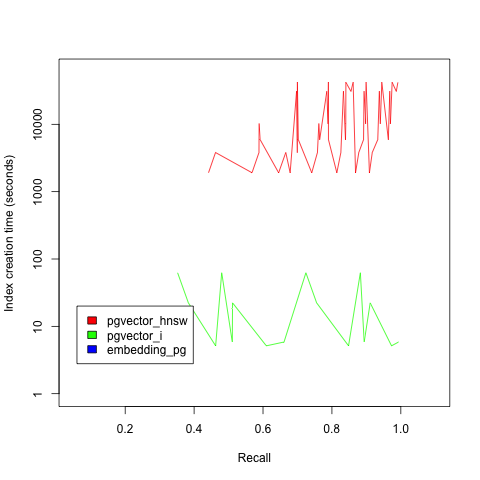 Index creation time (seconds)
10000
1000
100
10
1
pgvector_hnsw
pgvector_i
embedding_pg
0.2 0.4 0.6 0.8 1.0
Recall